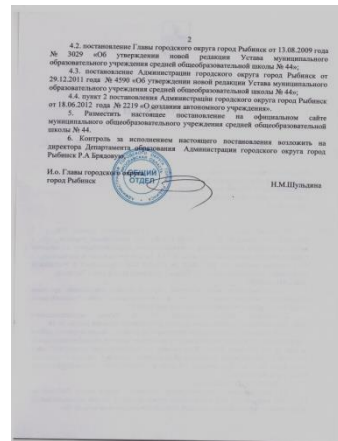 2
4.2. постановление Главы городского округа город Рыбинск от 13.08.2009 года
№ 3029 «Об утверждении новой редакции Устава муниципального
образовательного учреждения средней общеобразовательной школы № 44»;
4.3. постановление Администрации городского округа город Рыбинск от
29.12.2011 года № 4590 «Об утверждении новой редакции Устава муниципального
образовательного учреждения средней общеобразовательной школы № 44».
4.4. пункт 2 постановления Администрации городского округа город Рыбинск
от 18.06.2012 года № 2219 «О создании автономного учреждения».
5. Разместить настоящее постановление на официальном сайте
муниципального общеобразовательного учреждения средней общеобразовательной
школы № 44.
6. Контроль за исполнением настоящего постановления возложить на
директора Департамента образования Администрации городского округа город
Рыбинск Р.А Брядовую.
И.о. Главы городского округа
город Рыбинск
ОБЩИЙ
ОТДЕЛ
Н.М.Шульдина